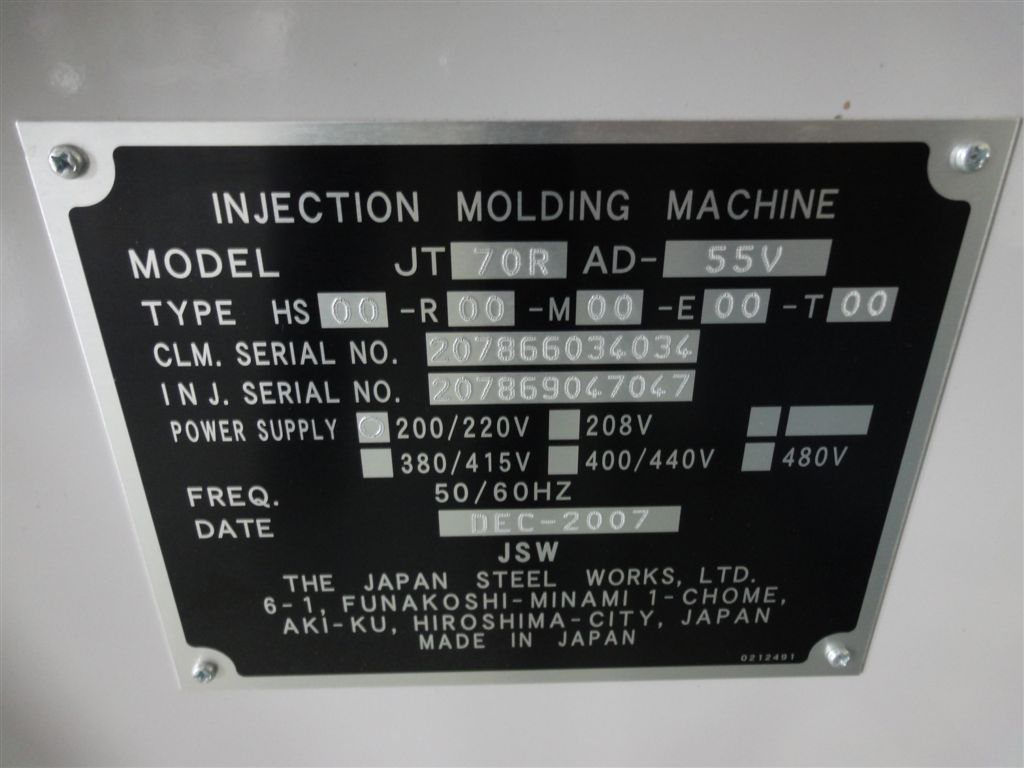 INJECTION MOLDING MACHINE
MODEL JT 70R AD- 55V
TYPE HS 00 -R 00 -M 00 -E 00 -T 00
CLM. SERIAL NO. 207866034034
INJ. SERIAL NO. 207869047047
POWER SUPPLY 200/220V 208V
380/415V 400/440V 480V
FREQ. 50/60HZ
DATE DEC-2007
JSW
THE JAPAN STEEL WORKS, LTD.
6-1, FUNAKOSHI-MINAMI 1-CHOME,
AKI-KU, HIROSHIMA-CITY, JAPAN
MADE IN JAPAN
0212491